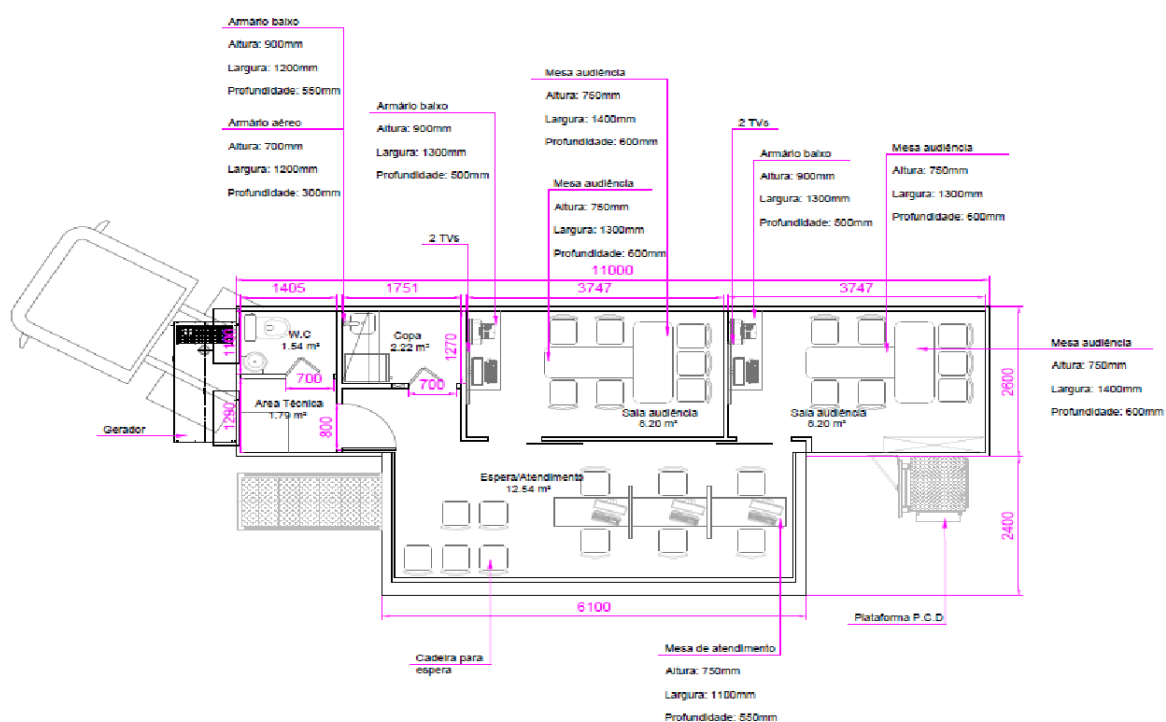 Armário baixo
Altura: 900mm
Largura: 1200mm
Profundidade: 550mm
Armário aéreo
Altura: 700mm
Largura: 1200mm
Profundidade: 300mm
Armário baixo
Altura: 900mm
Largura: 1300mm
Profundidade: 500mm
2 TVs
Mesa audiência
Altura: 750mm
Largura: 1400mm
Profundidade: 600mm
Mesa audiência
Altura: 750mm
Largura: 1300mm
Profundidade: 600mm
2 TVs
Armário baixo
Altura: 900mm
Largura: 1300mm
Profundidade: 500mm
Mesa audiência
Altura: 750mm
Largura: 1300mm
Profundidade: 600mm
11000
1405
1751
3747
3747
W.C
1.54 m²
Copa
2.22 m²
1270
700
700
Area Técnica
1.79 m²
1290
800
Gerador
Sala audiência
8.20 m²
Sala audiência
8.20 m²
Mesa audiência
Altura: 750mm
Largura: 1400mm
Profundidade: 600mm
2600
Espera/Atendimento
12.54 m²
2400
6100
Plataforma P.C.D
Cadeira para
espera
Mesa de atendimento
Altura: 750mm
Largura: 1100mm
Profundidade: 550mm